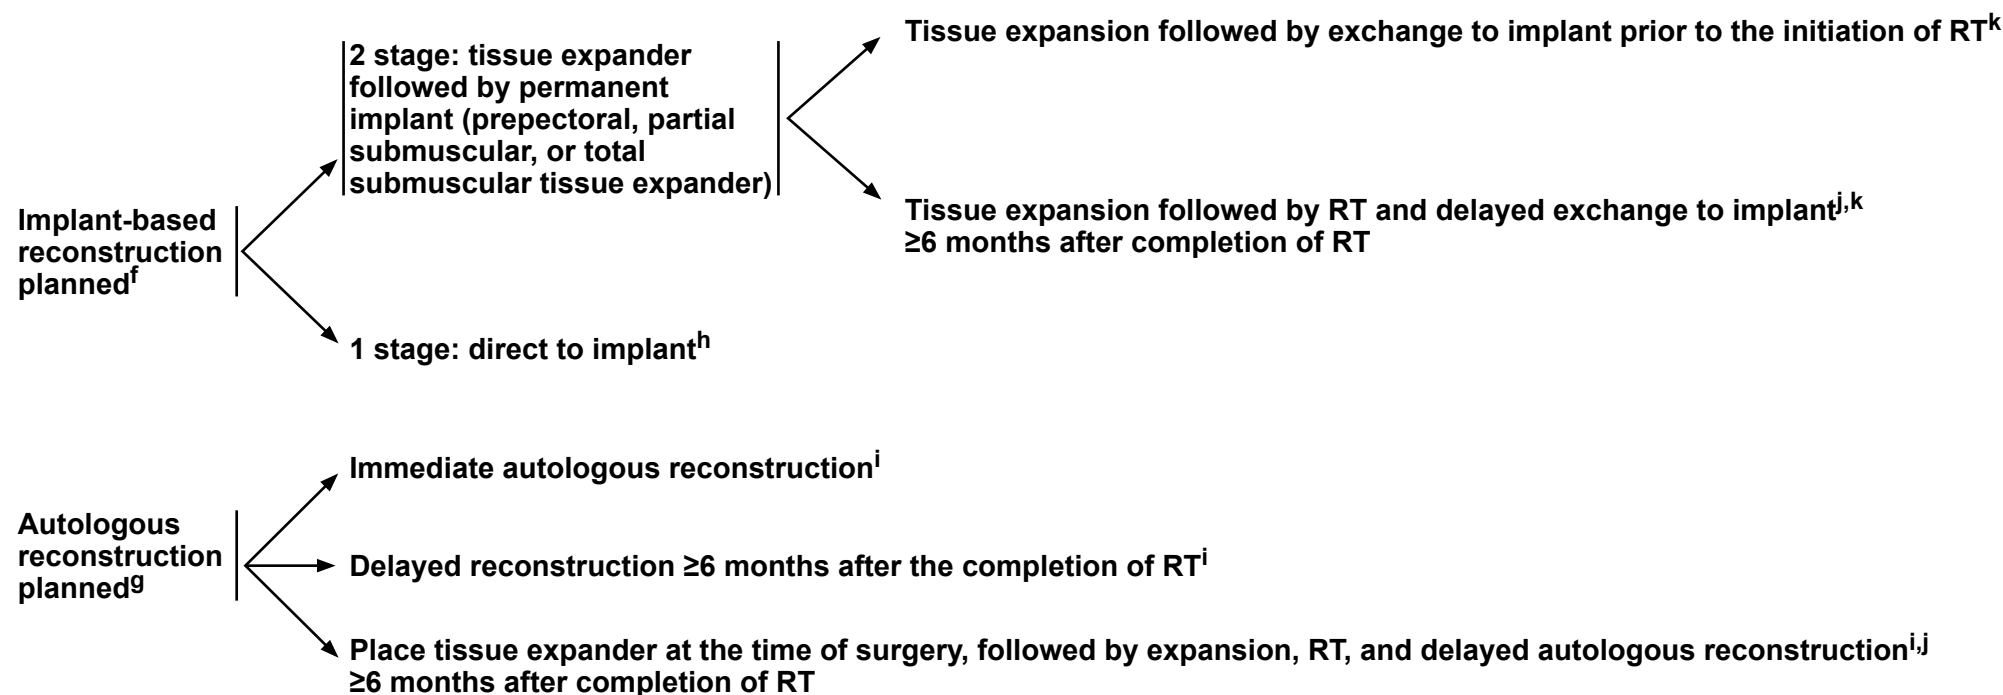 Tissue expansion followed by exchange to implant prior to the initiation of RTᵏ
2 stage: tissue expander
followed by permanent
implant (prepectoral, partial
submuscular, or total
submuscular tissue expander)
Tissue expansion followed by RT and delayed exchange to implantʲ,ᵏ
≥6 months after completion of RT
Implant-based
reconstruction
plannedᶠ
1 stage: direct to implantʰ
Immediate autologous reconstructionⁱ
Autologous
reconstruction
plannedᵍ
Delayed reconstruction ≥6 months after the completion of RTⁱ
Place tissue expander at the time of surgery, followed by expansion, RT, and delayed autologous reconstructionⁱ,ʲ
≥6 months after completion of RT